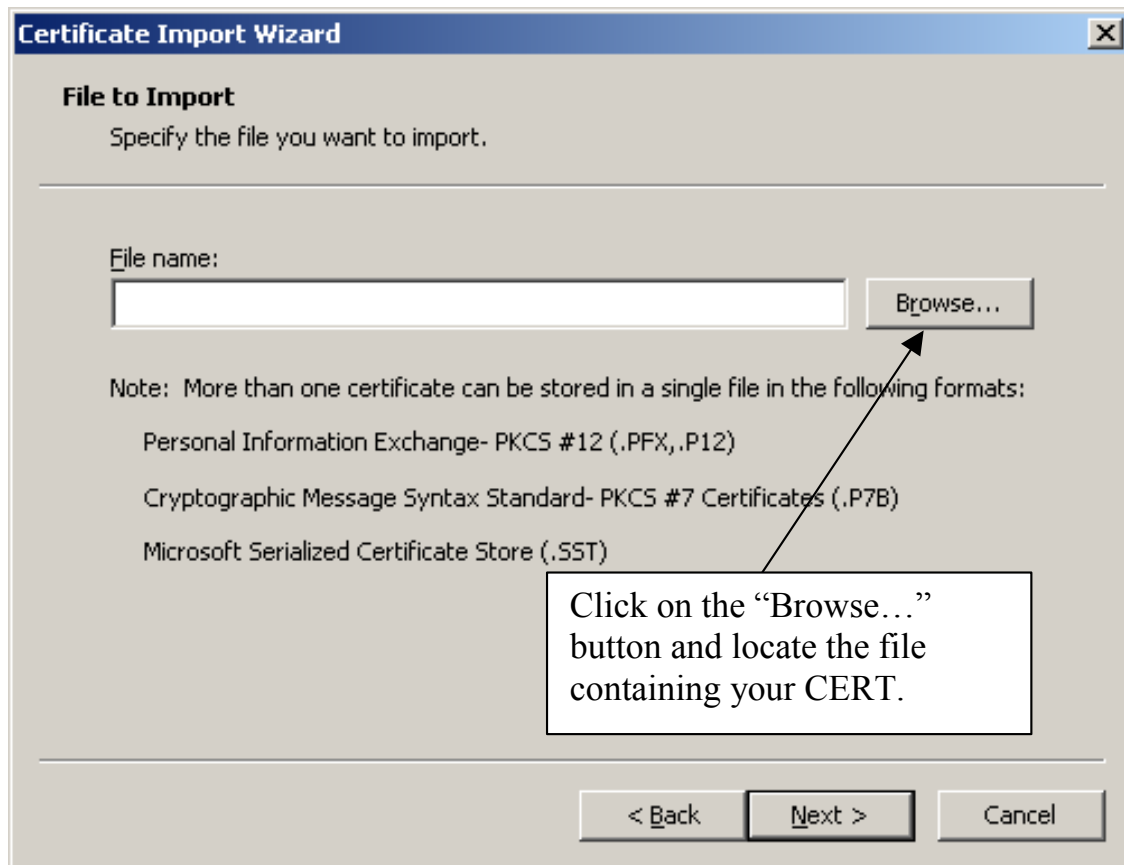 Certificate Import Wizard
File to Import
Specify the file you want to import.
File name:
Browse...
Note:  More than one certificate can be stored in a single file in the following formats:
Personal Information Exchange- PKCS #12 (.PFX,.P12)
Cryptographic Message Syntax Standard- PKCS #7 Certificates (.P7B)
Microsoft Serialized Certificate Store (.SST)
Click on the “Browse…”
button and locate the file
containing your CERT.
< Back
Next >
Cancel